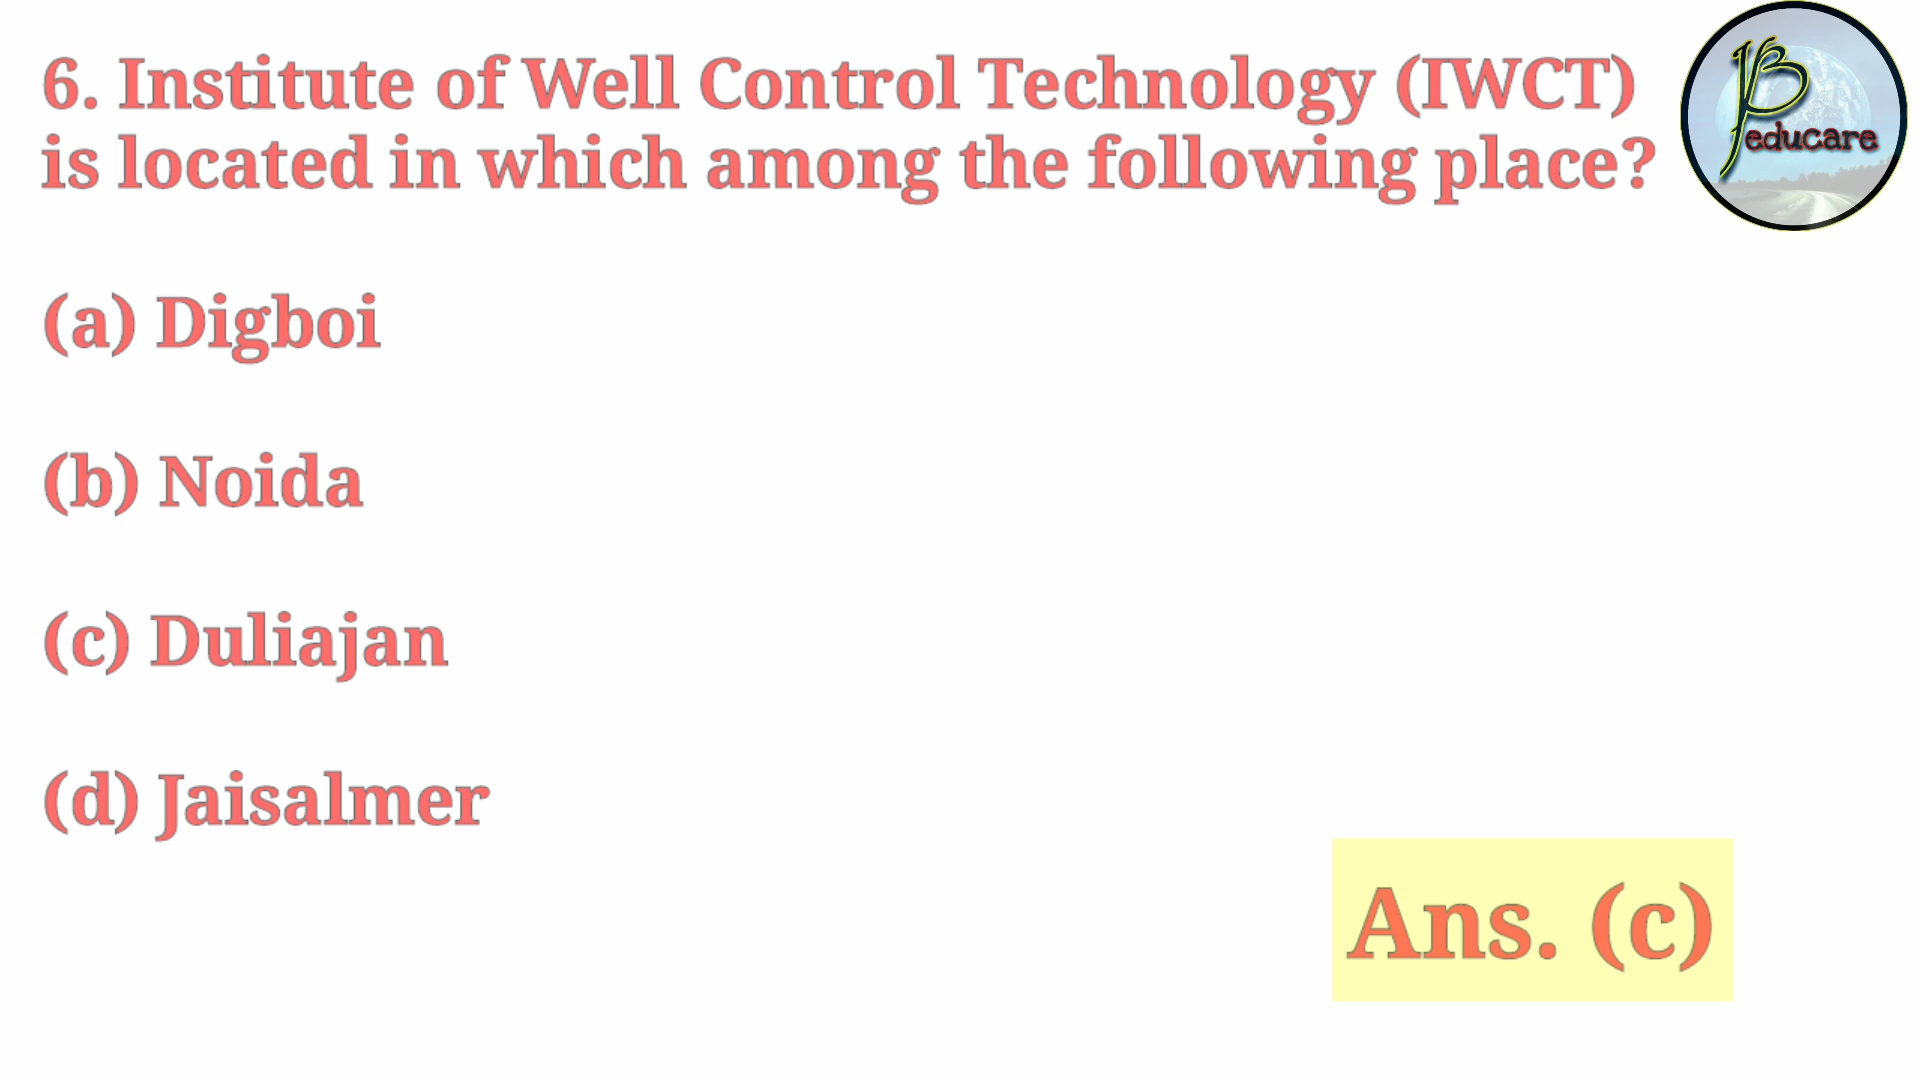 6. Institute of Well Control Technology (IWCT)
is located in which among the following place?
(a) Digboi
(b) Noida
(c) Duliajan
(d) Jaisalmer
Ans. (c)
educare